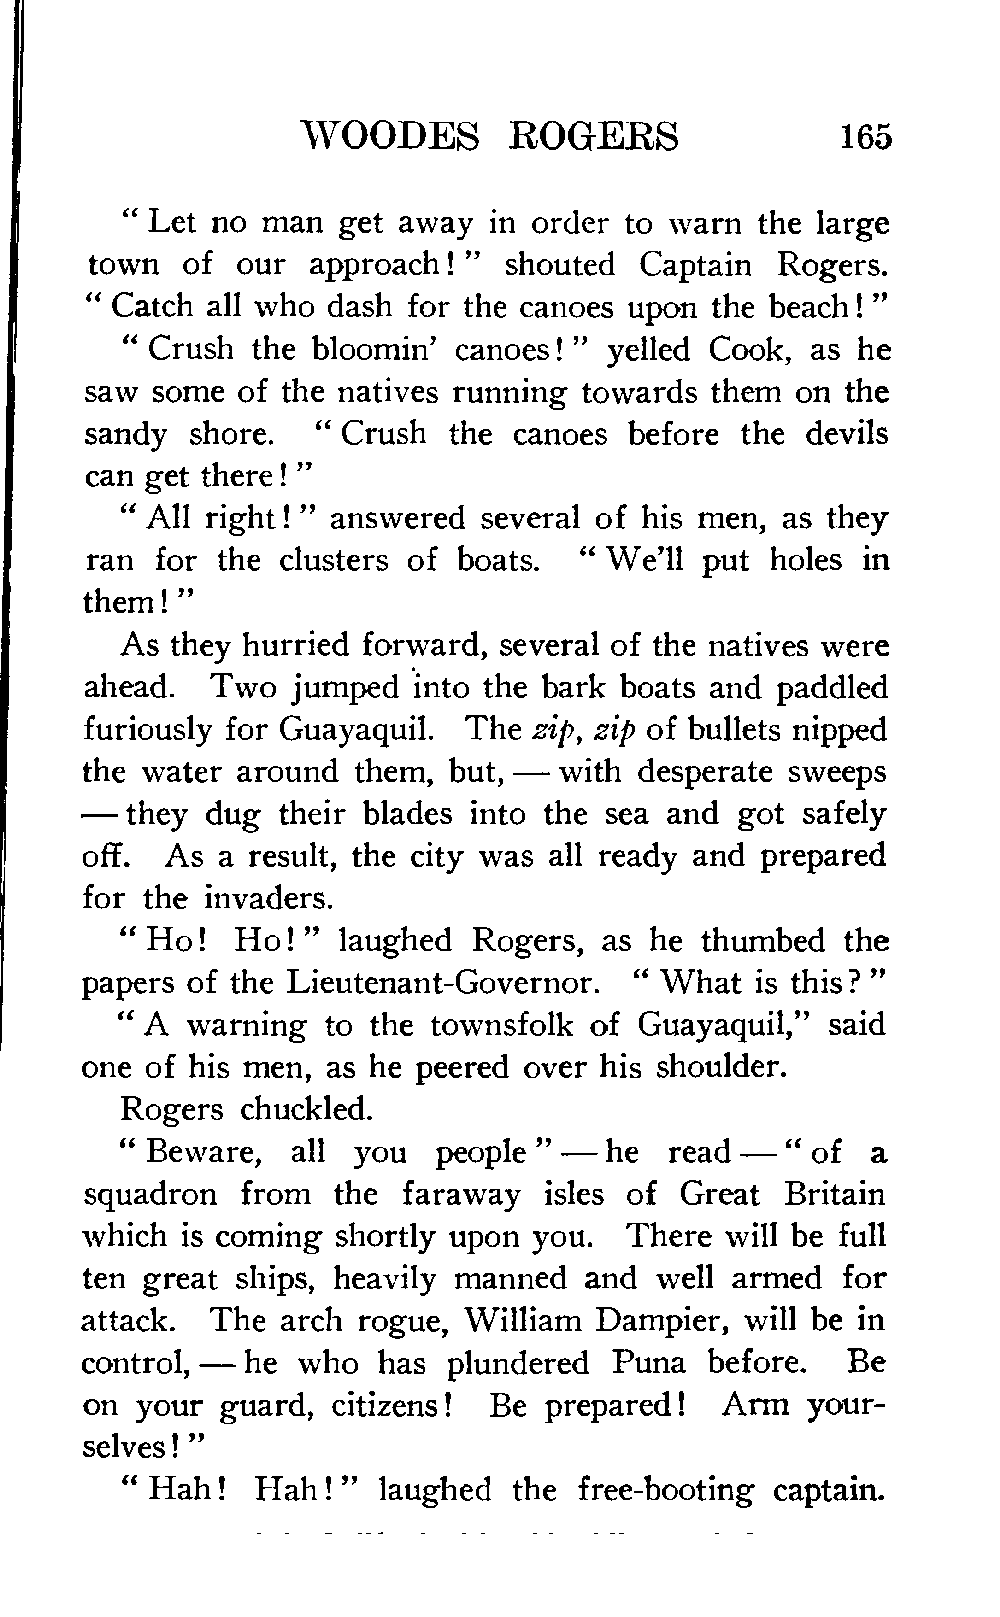 WOODES ROGERS 165
“ Let no man get away in order to warn the large
town of our approach! ” shouted Captain Rogers.
“ Catch all who dash for the canoes upon the beach! ”
“ Crush the bloomin’ canoes! ” yelled Cook, as he
saw some of the natives running towards them on the
sandy shore. “ Crush the canoes before the devils
can get there! ”
“ All right! ” answered several of his men, as they
ran for the clusters of boats. “ We’ll put holes in
them! ”
As they hurried forward, several of the natives were
ahead. Two jumped into the bark boats and paddled
furiously for Guayaquil. The zip, zip of bullets nipped
the water around them, but, — with desperate sweeps
— they dug their blades into the sea and got safely
off. As a result, the city was all ready and prepared
for the invaders.
“ Ho! Ho! ” laughed Rogers, as he thumbed the
papers of the Lieutenant-Governor. “ What is this? ”
“ A warning to the townsfolk of Guayaquil,” said
one of his men, as he peered over his shoulder.
Rogers chuckled.
“ Beware, all you people ” — he read — “ of a
squadron from the faraway isles of Great Britain
which is coming shortly upon you. There will be full
ten great ships, heavily manned and well armed for
attack. The arch rogue, William Dampier, will be in
control, — he who has plundered Puna before. Be
on your guard, citizens! Be prepared! Arm your-
selves! ”
“ Hah! Hah! ” laughed the free-booting captain.